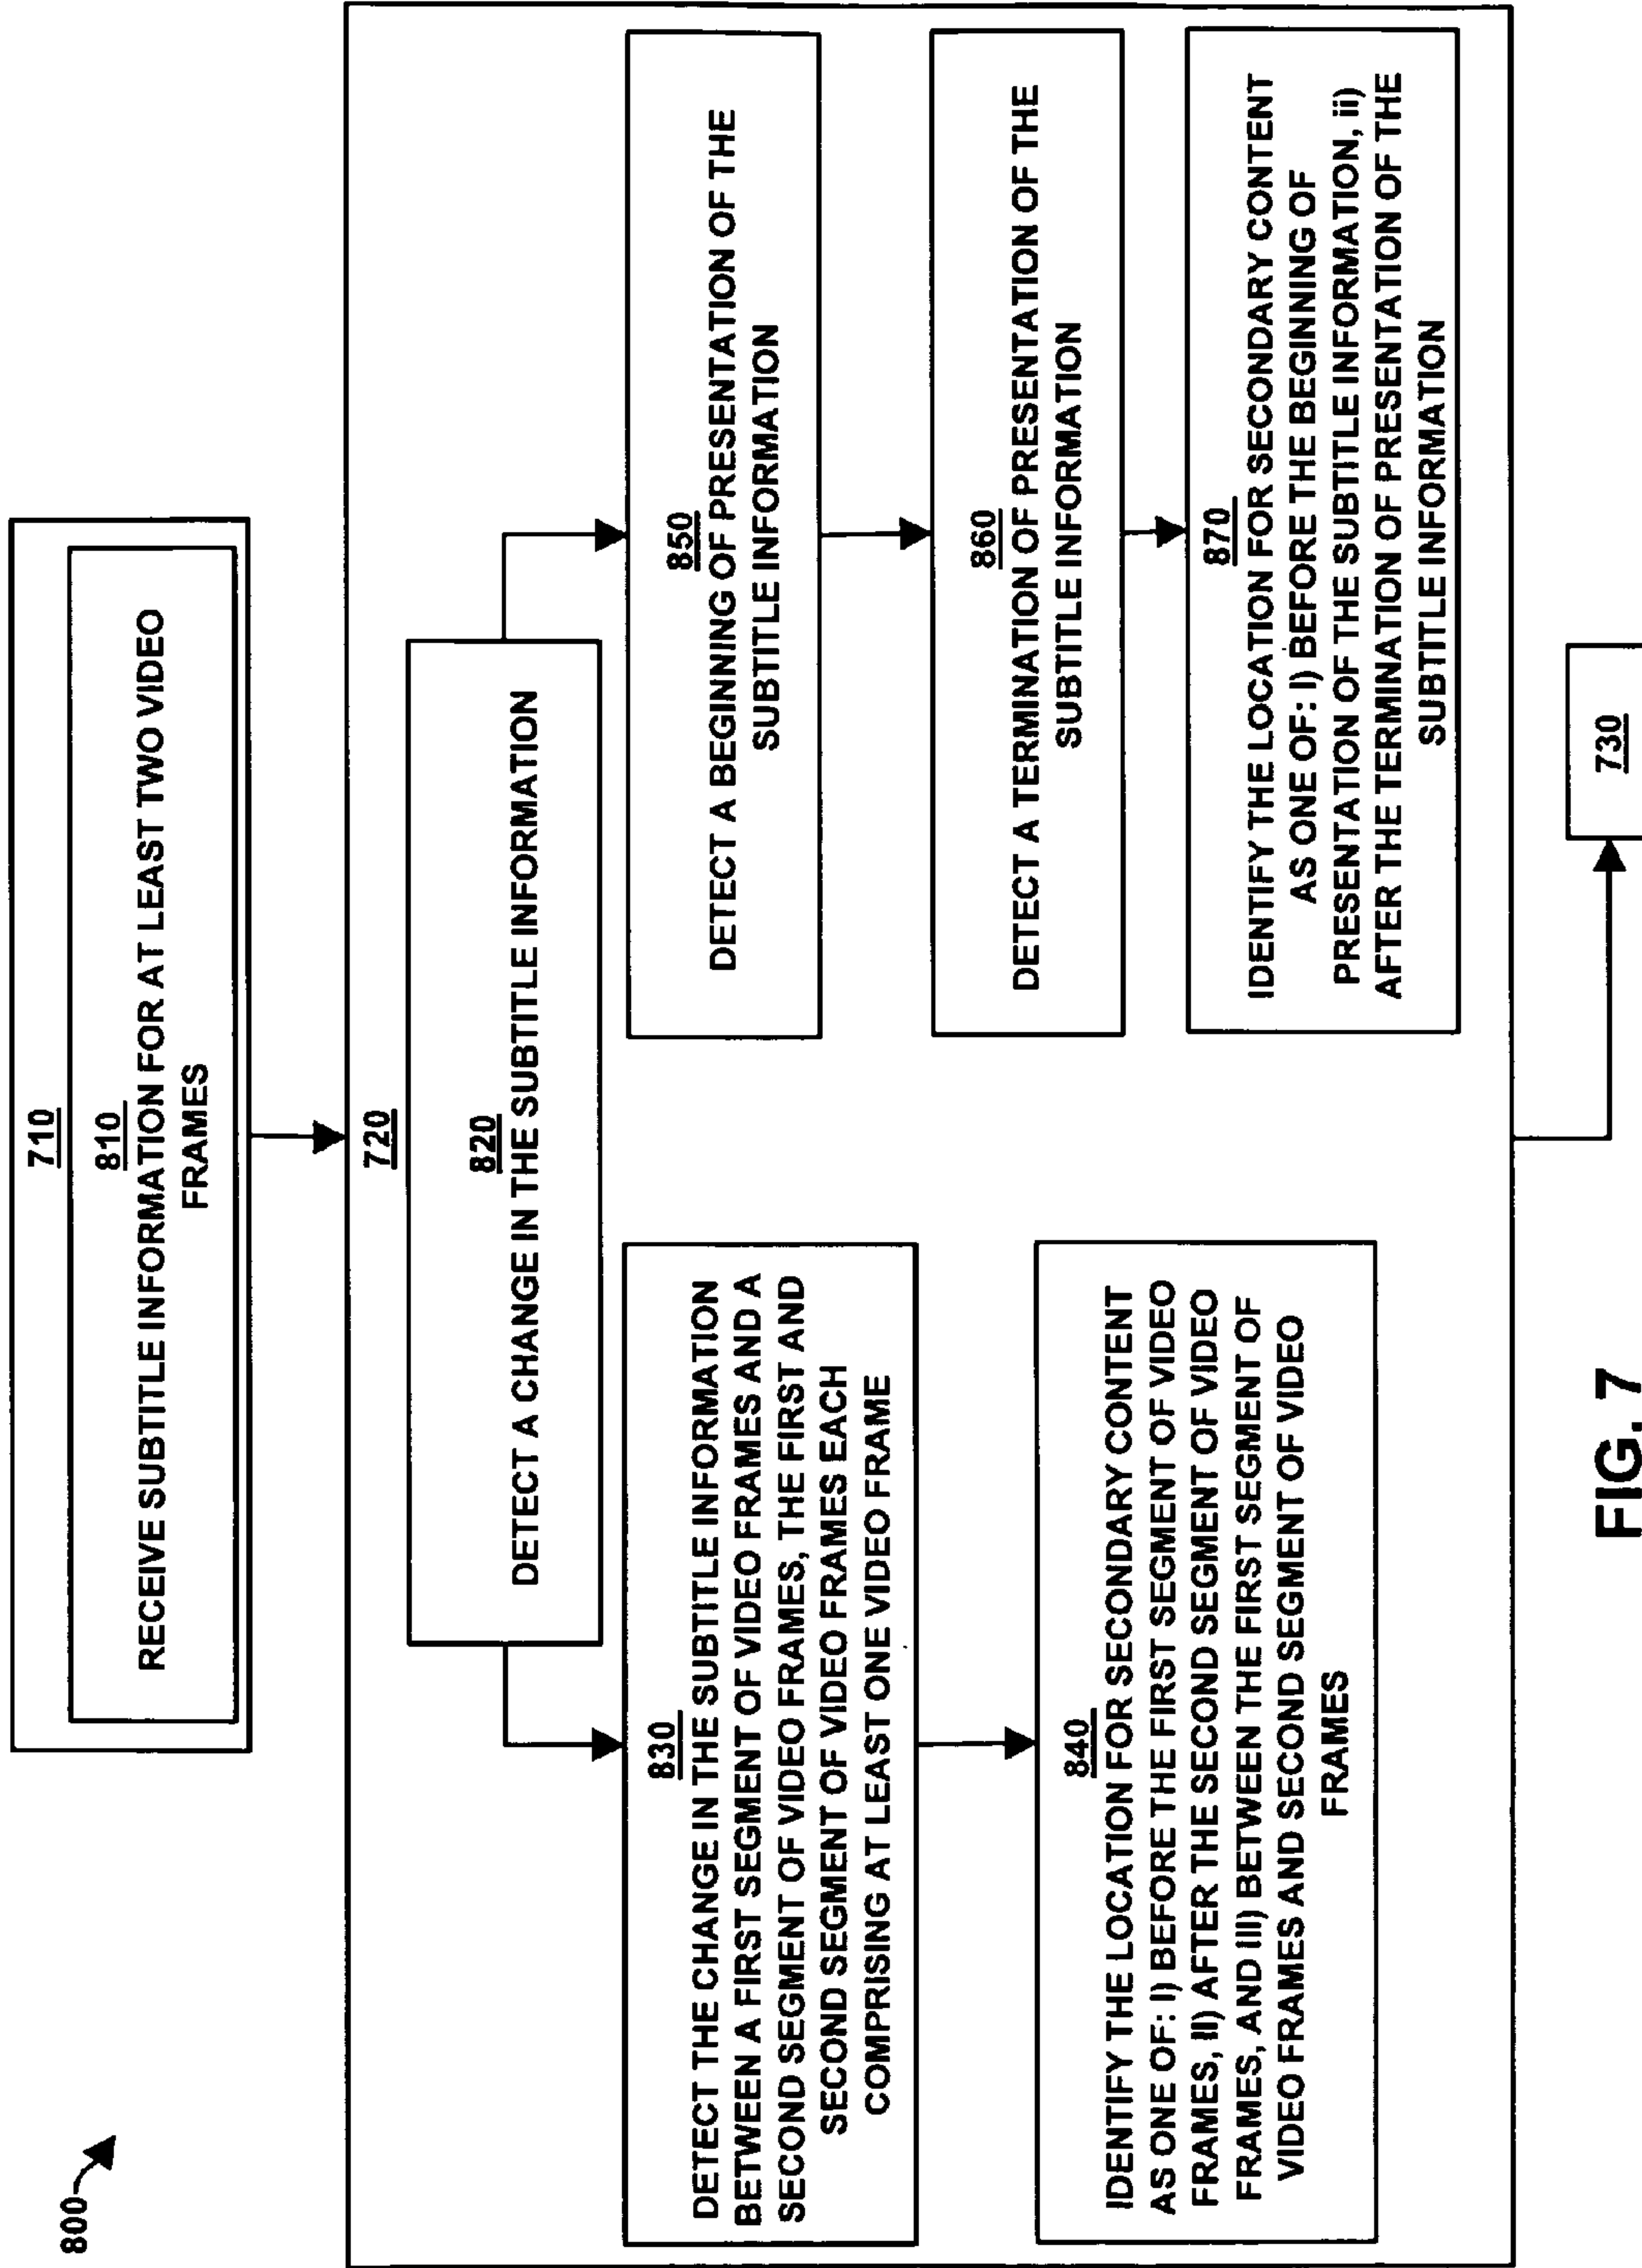 800
710
810
RECEIVE SUBTITLE INFORMATION FOR AT LEAST TWO VIDEO
FRAMES
720
820
DETECT A CHANGE IN THE SUBTITLE INFORMATION
830
DETECT THE CHANGE IN THE SUBTITLE INFORMATION
BETWEEN A FIRST SEGMENT OF VIDEO FRAMES AND A
SECOND SEGMENT OF VIDEO FRAMES, THE FIRST AND
SECOND SEGMENT OF VIDEO FRAMES EACH
COMPRISING AT LEAST ONE VIDEO FRAME
840
IDENTIFY THE LOCATION FOR SECONDARY CONTENT
AS ONE OF: I) BEFORE THE FIRST SEGMENT OF VIDEO
FRAMES, II) AFTER THE SECOND SEGMENT OF VIDEO
FRAMES, AND III) BETWEEN THE FIRST SEGMENT OF
VIDEO FRAMES AND SECOND SEGMENT OF VIDEO
FRAMES
850
DETECT A BEGINNING OF PRESENTATION OF THE
SUBTITLE INFORMATION
860
DETECT A TERMINATION OF PRESENTATION OF THE
SUBTITLE INFORMATION
870
IDENTIFY THE LOCATION FOR SECONDARY CONTENT
AS ONE OF: I) BEFORE THE BEGINNING OF
PRESENTATION OF THE SUBTITLE INFORMATION, ii)
AFTER THE TERMINATION OF PRESENTATION OF THE
SUBTITLE INFORMATION
730
FIG. 7